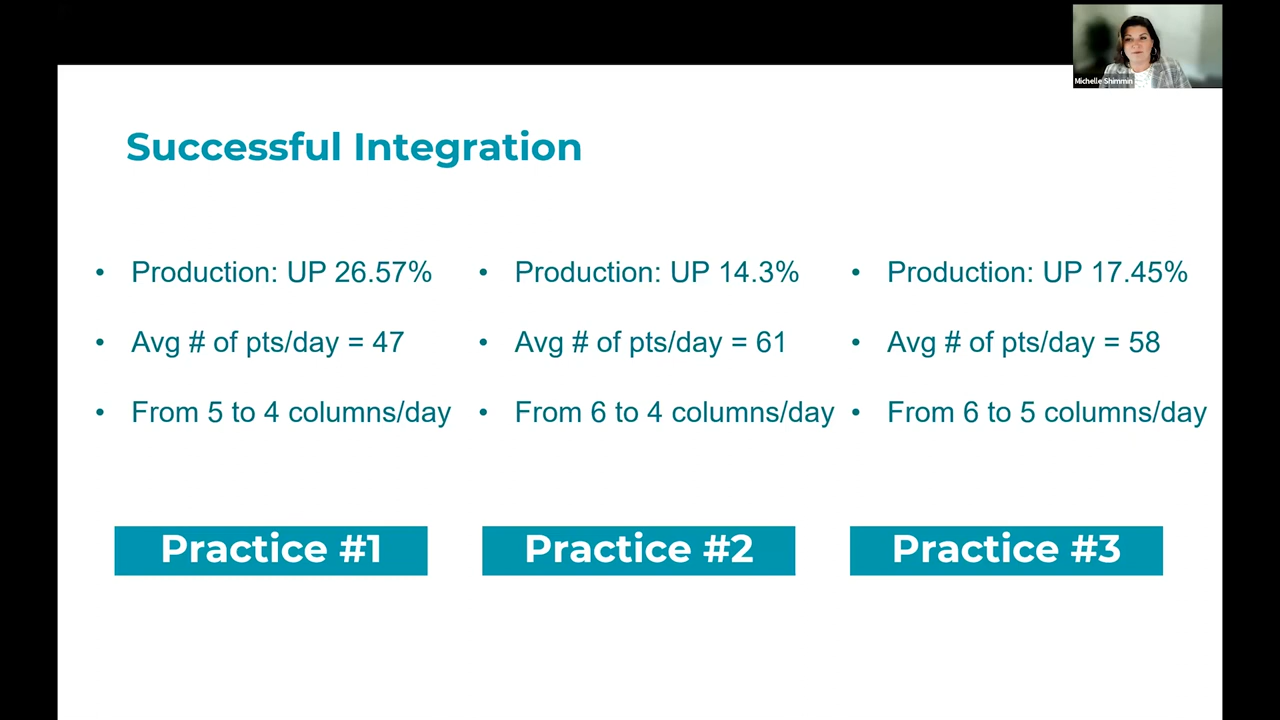 Michelle Shimmin
Successful Integration
• Production: UP 26.57%
• Avg # of pts/day = 47
• From 5 to 4 columns/day
• Production: UP 14.3%
• Avg # of pts/day = 61
• From 6 to 4 columns/day
• Production: UP 17.45%
• Avg # of pts/day = 58
• From 6 to 5 columns/day
Practice #1
Practice #2
Practice #3